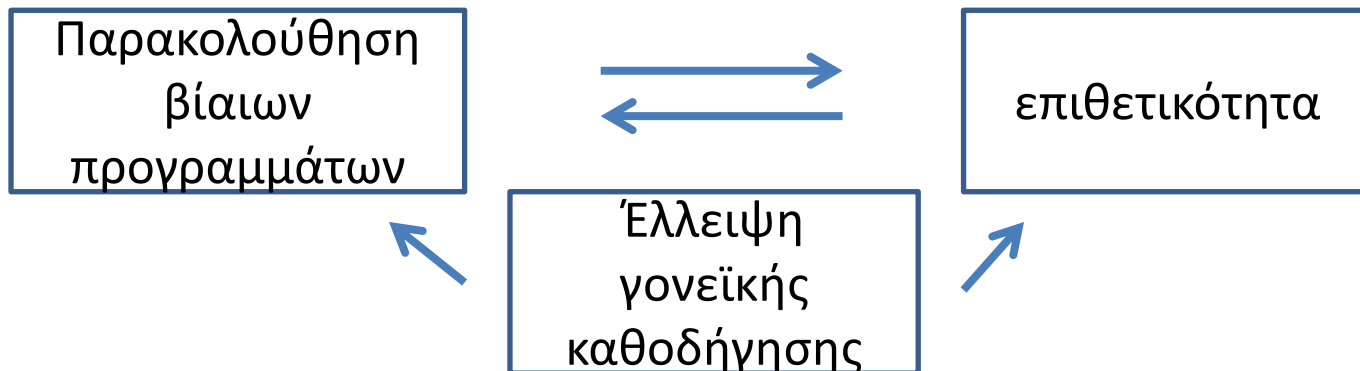 Παρακολούθηση
βίαιων
προγραμμάτων
επιθετικότητα
Έλλειψη
γονεϊκής
καθοδήγησης